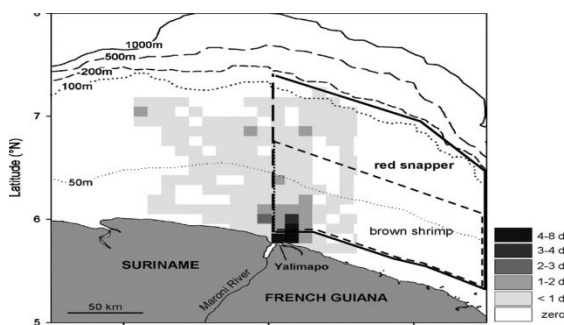 8
1000m
500m
200m
100m
7
red snapper
50m
brown shrimp
6
Yalimapo
SURINAME
Maroni River
FRENCH GUIANA
50 km
5
Latitude (°N)
4-8 d
3-4 d
2-3 d
1-2 d
< 1 d
zero